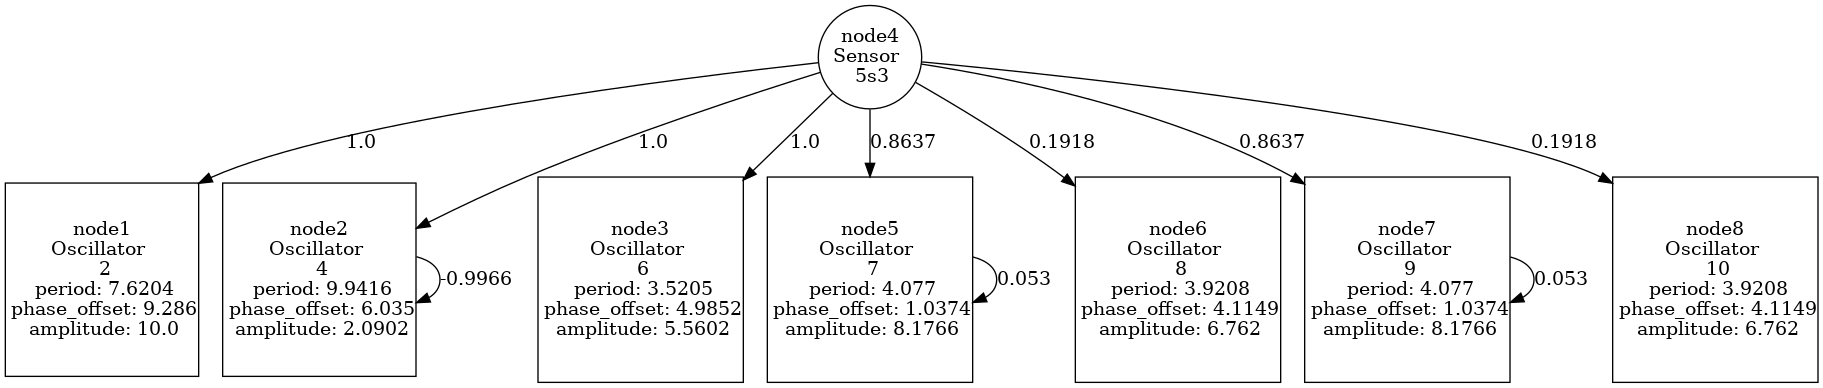 node4
Sensor
5s3
1.0
1.0
1.0
0.8637
0.1918
0.8637
0.1918
node1
Oscillator
2
period: 7.6204
phase_offset: 9.286
amplitude: 10.0
node2
Oscillator
4
period: 9.9416
phase_offset: 6.035
amplitude: 2.0902
-0.9966
node3
Oscillator
6
period: 3.5205
phase_offset: 4.9852
amplitude: 5.5602
node5
Oscillator
7
period: 4.077
phase_offset: 1.0374
amplitude: 8.1766
0.053
node6
Oscillator
8
period: 3.9208
phase_offset: 4.1149
amplitude: 6.762
node7
Oscillator
9
period: 4.077
phase_offset: 1.0374
amplitude: 8.1766
0.053
node8
Oscillator
10
period: 3.9208
phase_offset: 4.1149
amplitude: 6.762